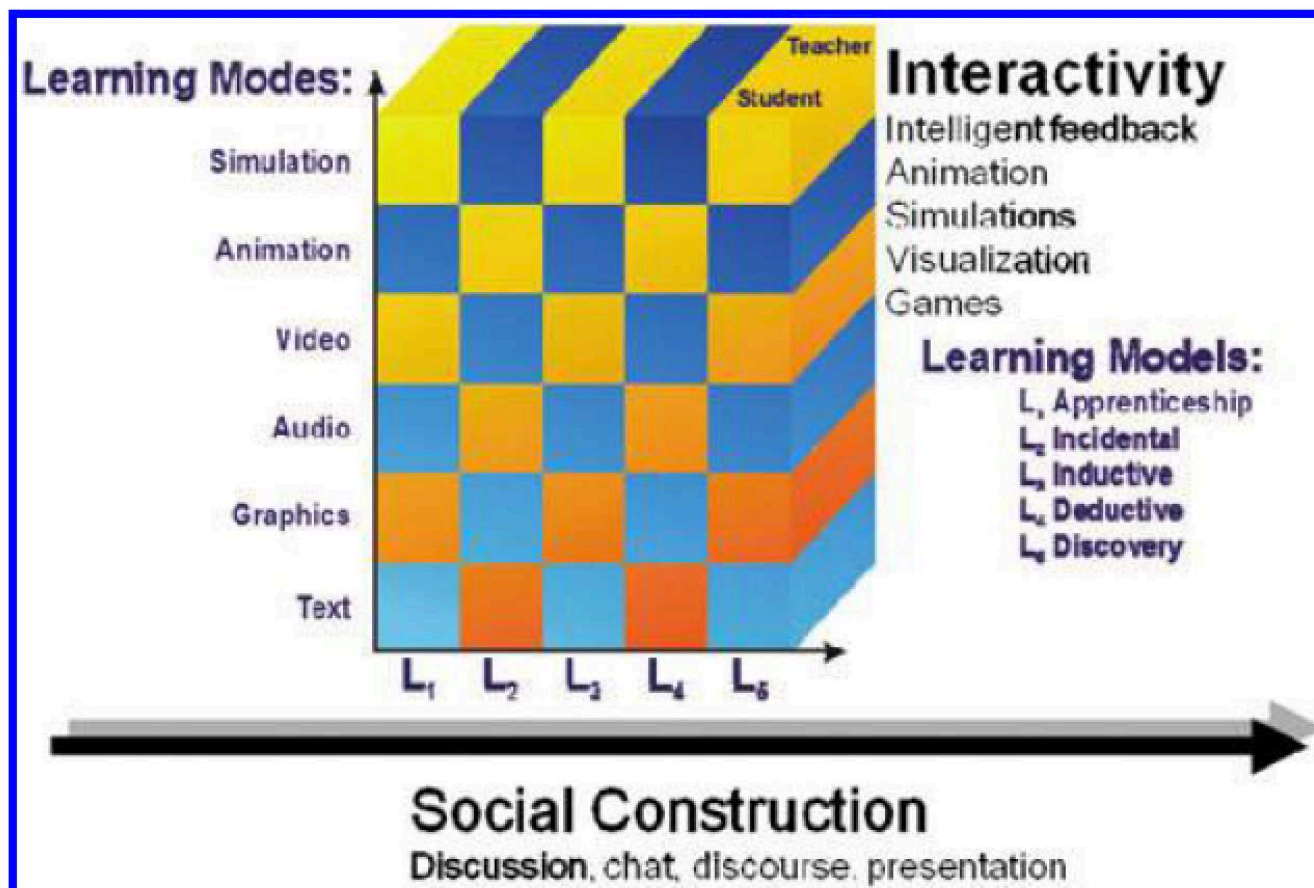 Learning Modes:
Simulation
Animation
Video
Audio
Graphics
Text
Teacher
Student
L₁ L₂ L₃ L₄ L₅
Interactivity
Intelligent feedback
Animation
Simulations
Visualization
Games
Learning Models:
L₁ Apprenticeship
L₂ Incidental
L₃ Inductive
L₄ Deductive
L₅ Discovery
Social Construction
Discussion, chat, discourse, presentation